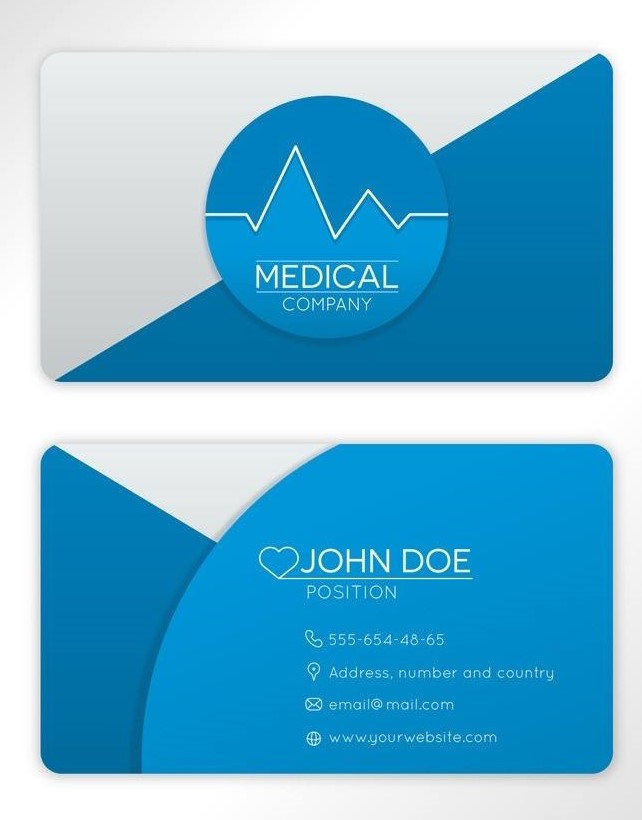 MEDICAL
COMPANY
JOHN DOE
POSITION
555-654-48-65
Address, number and country
email@mail.com
www.yourwebsite.com